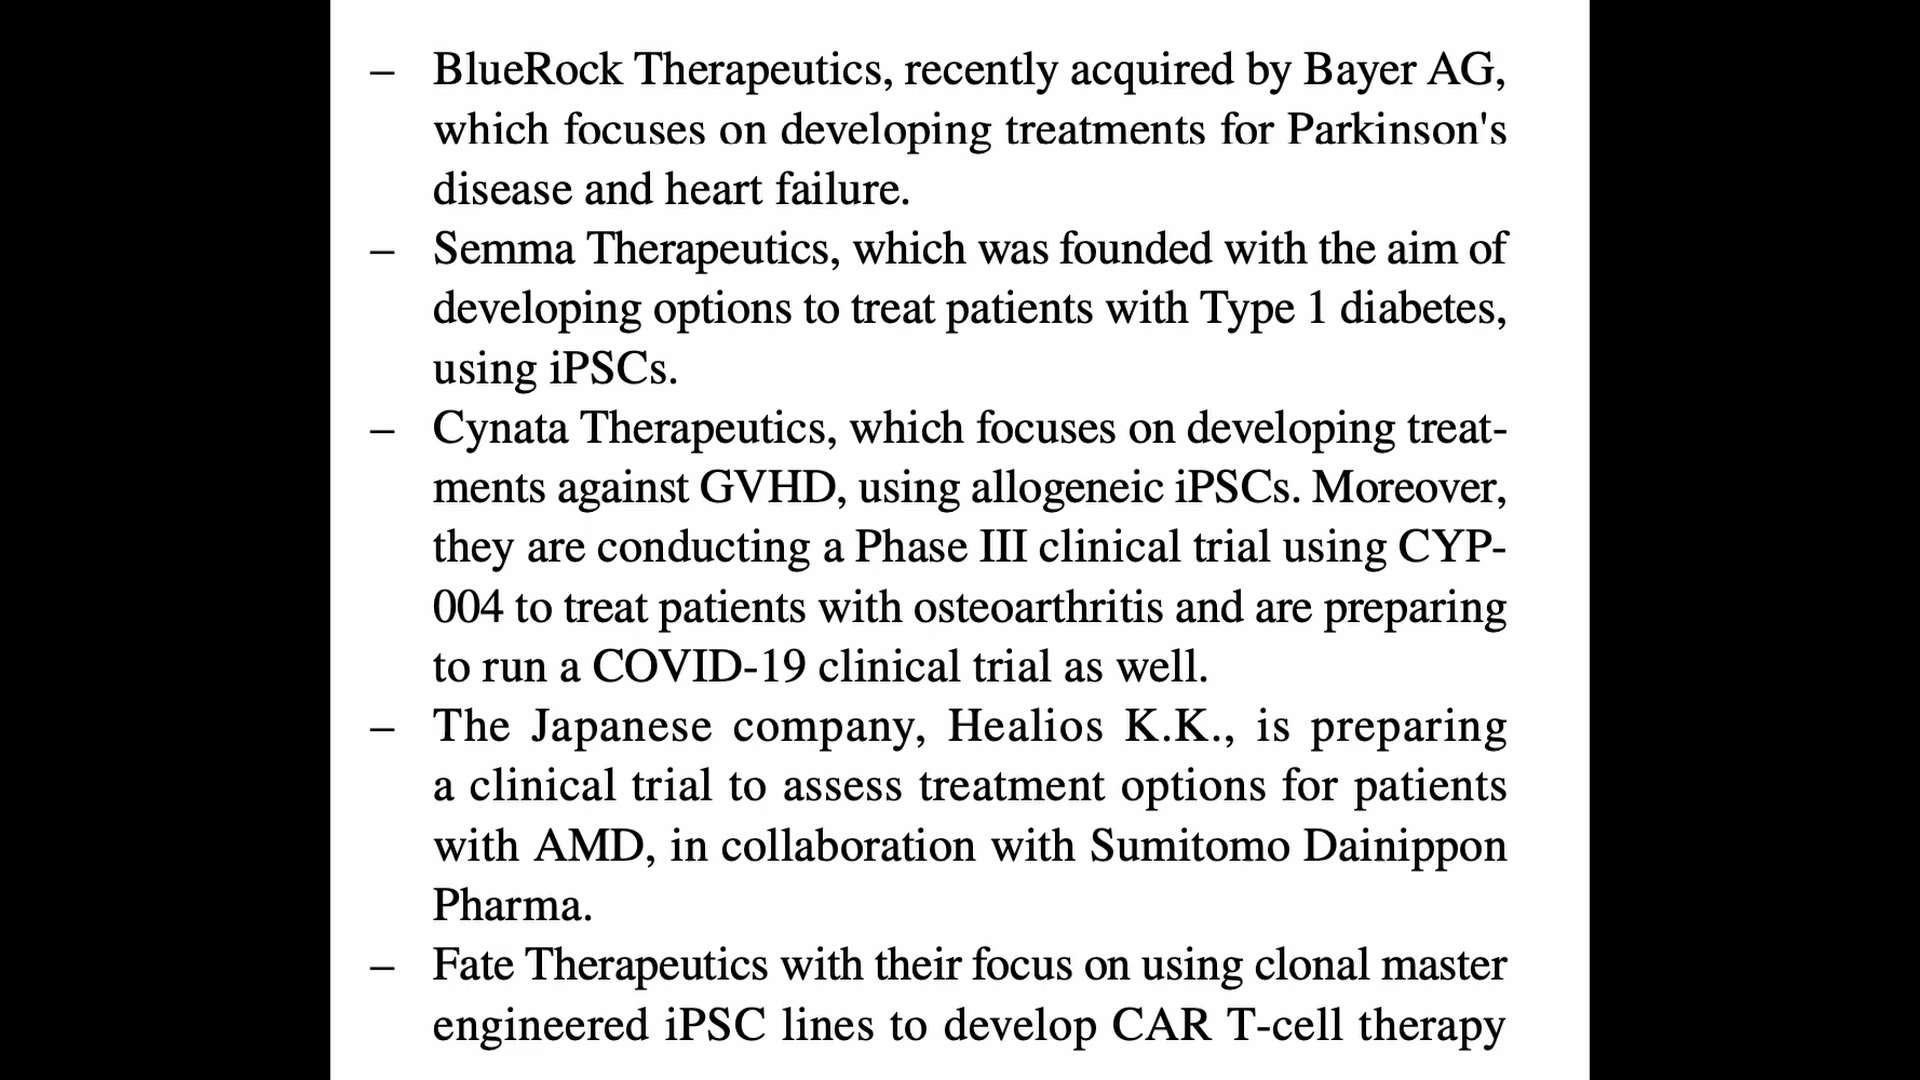 – BlueRock Therapeutics, recently acquired by Bayer AG,
which focuses on developing treatments for Parkinson's
disease and heart failure.
– Semma Therapeutics, which was founded with the aim of
developing options to treat patients with Type 1 diabetes,
using iPSCs.
– Cynata Therapeutics, which focuses on developing treat-
ments against GVHD, using allogeneic iPSCs. Moreover,
they are conducting a Phase III clinical trial using CYP-
004 to treat patients with osteoarthritis and are preparing
to run a COVID-19 clinical trial as well.
– The Japanese company, Healios K.K., is preparing
a clinical trial to assess treatment options for patients
with AMD, in collaboration with Sumitomo Dainippon
Pharma.
– Fate Therapeutics with their focus on using clonal master
engineered iPSC lines to develop CAR T-cell therapy